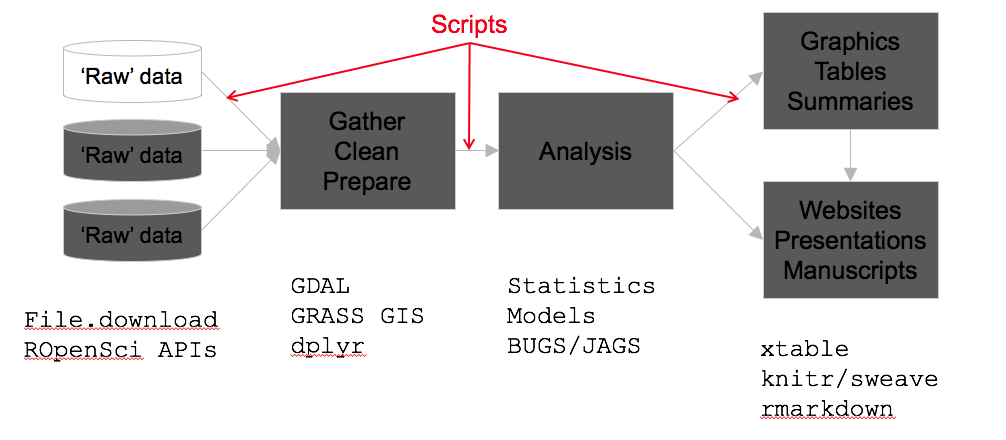 Scripts
‘Raw’ data
‘Raw’ data
‘Raw’ data
Gather
Clean
Prepare
Analysis
Graphics
Tables
Summaries
Websites
Presentations
Manuscripts
File.download
ROpenSci APIs
GDAL
GRASS GIS
dplyr
Statistics
Models
BUGS/JAGS
xtable
knitr/sweave
rmarkdown